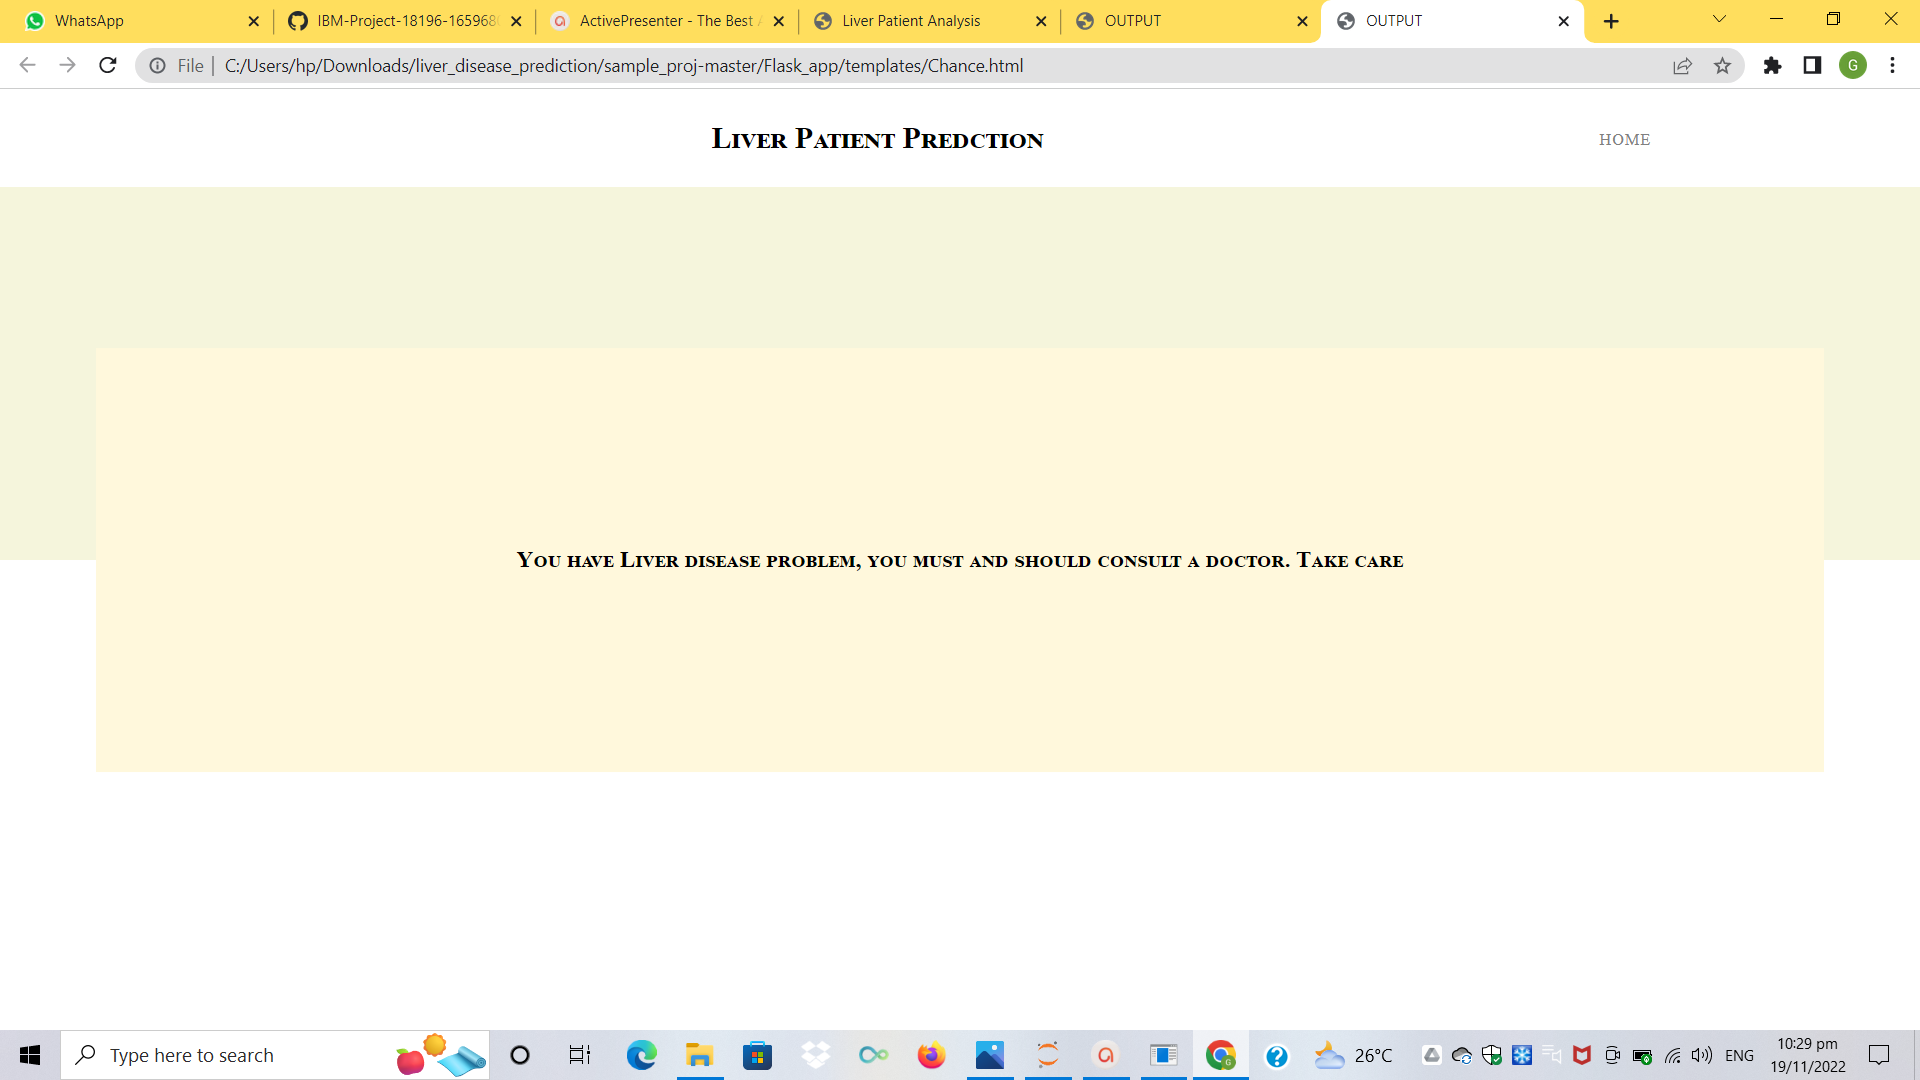 WhatsApp
IBM-Project-18196-165968
ActivePresenter - The Best
Liver Patient Analysis
OUTPUT
OUTPUT
File
C:/Users/hp/Downloads/liver_disease_prediction/sample_proj-master/Flask_app/templates/Chance.html
G
Liver Patient Predction
HOME
You have Liver disease problem, you must and should consult a doctor. Take care
Type here to search
26°C
ENG
10:29 pm
19/11/2022